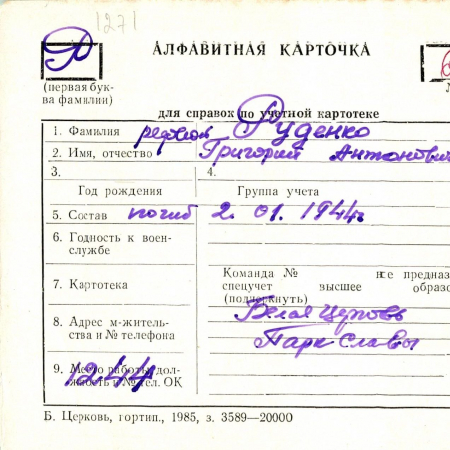 1271
Р
АЛФАВИТНАЯ КАРТОЧКА
(первая бук-
ва фамилии)
для справок по учетной картотеке
1. Фамилия рядовой Руденко
2. Имя, отчество Григорий Антонович
3. 4.
Год рождения Группа учета
5. Состав погиб 2.01.1944г
6. Годность к воен-
службе
Команда № не предназ
7. Картотека спецучет высшее образо
(подчеркнуть)
Белая Церковь
8. Адрес м-житель-
ства и № телефона
Парк Славы
9. Место работы, дол-
жность и № тел. ОК
1244
Б. Церковь, гортип., 1985, з. 3589—20000